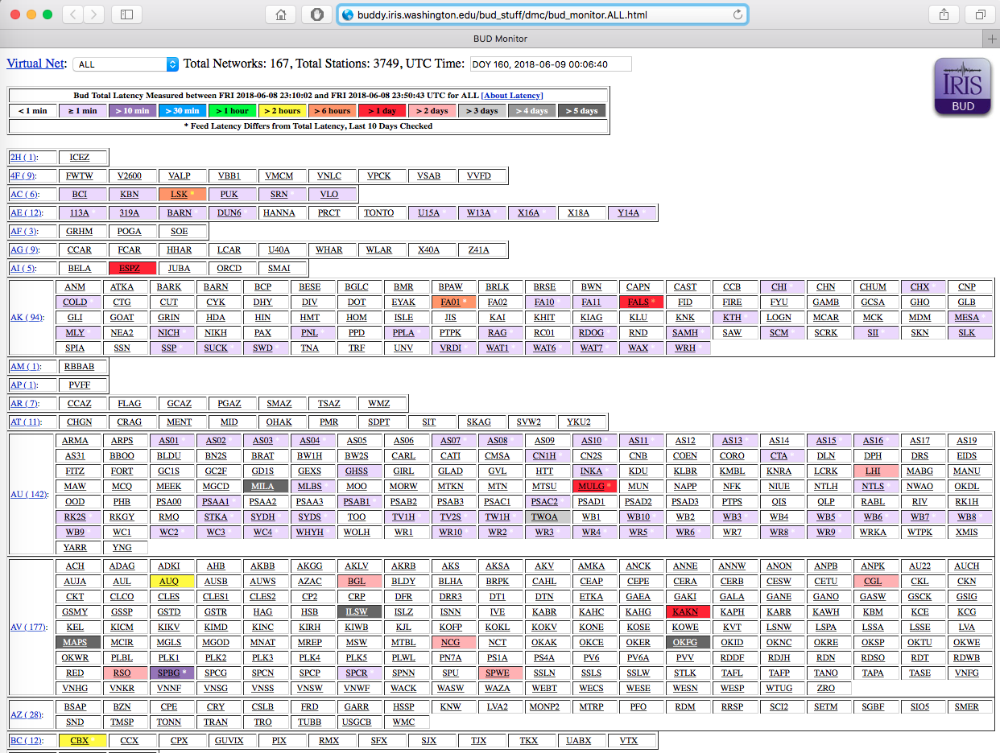 buddy.iris.washington.edu/bud_stuff/dmc/bud_monitor.ALL.html
BUD Monitor
Virtual Net: ALL Total Networks: 167, Total Stations: 3749, UTC Time: DOY 160, 2018-06-09 00:06:40
IRIS
BUD
Bud Total Latency Measured between FRI 2018-06-08 23:10:02 and FRI 2018-06-08 23:50:43 UTC for ALL [About Latency]
< 1 min ≥ 1 min > 10 min > 30 min > 1 hour > 2 hours > 6 hours > 1 day > 2 days > 3 days > 4 days > 5 days
* Feed Latency Differs from Total Latency, Last 10 Days Checked
2H ( 1): ICEZ
4F ( 9): FWTW V2600 VALP VBB1 VMCM VNLC VPCK VSAB VVFD
AC ( 6): BCI KBN LSK * PUK SRN * VLO
AE ( 12): 113A * 319A BARN * DUN6 * HANNA PRCT TONTO U15A * W13A * X16A * X18A Y14A *
AF ( 3): GRHM POGA SOE
AG ( 9): CCAR FCAR HHAR LCAR U40A WHAR WLAR X40A Z41A
AI ( 5): BELA ESPZ JUBA ORCD SMAI
ANM ATKA BARK BARN BCP BESE BGLC BMR BPAW BRLK BRSE BWN CAPN CAST CCB CHI * CHN CHUM CHX * CNP
COLD * CTG CUT CYK DHY DIV DOT EYAK FA01 * FA02 FA10 * FA11 FALS * FID FIRE FYU GAMB GCSA GHO GLB
AK ( 94): GLI GOAT GRIN HDA HIN HMT HOM ISLE JIS KAI KHIT KIAG KLU KNK KTH * LOGN MCAR MCK MDM MESA *
MLY * NEA2 NICH * NIKH PAX PNL * PPD PPLA * PTPK RAG * RC01 RDOG * RND SAMH * SAW SCM * SCRK SII * SKN SLK
SPIA SSN SSP * SUCK * SWD * TNA TRF UNV VRDI * WAT1 * WAT6 * WAT7 * WAX * WRH *
AM ( 1): RBBAB
AP ( 1): PVFF
AR ( 7): CCAZ FLAG GCAZ PGAZ SMAZ TSAZ WMZ
AT ( 11): CHGN CRAG MENT MID OHAK PMR SDPT SIT SKAG SVW2 YKU2
ARMA ARPS AS01 * AS02 * AS03 * AS04 * AS05 AS06 AS07 * AS08 * AS09 AS10 * AS11 * AS12 AS13 * AS14 AS15 * AS16 * AS17 AS19
AS31 BBOO BLDU BN2S BRAT BW1H BW2S CARL CATI CMSA CN1H * CN2S CNB COEN CORO CTA * DLN DPH DRS EIDS
FITZ FORT GC1S GC2F GD1S GEXS GHSS GIRL GLAD GVL HTT INKA * KDU KLBR KMBL KNRA LCRK LHI MABG MANU
AU ( 142): MAW MCQ MEEK MGCD MILA MLBS * MOO MORW MTKN MTN MTSU MULG * MUN NAPP NFK NIUE NTLH NTLS * NWAO OKDL
OOD PHB PSA00 PSAA1 * PSAA2 PSAA3 PSAB1 * PSAB2 PSAB3 PSAC1 PSAC2 * PSAD1 PSAD2 PSAD3 PTPS QIS QLP RABL RIV RK1H
RK2S * RKGY RMQ STKA * SYDH * SYDS * TOO TV1H * TV2S * TW1H * TWOA WB1 WB10 * WB2 WB3 * WB4 WB5 * WB6 * WB7 * WB8 *
WB9 * WC1 WC2 * WC3 * WC4 * WHYH * WOLH WR1 WR10 * WR2 * WR3 * WR4 * WR5 * WR6 * WR7 WR8 * WR9 * WRKA WTPK XMIS
YARR YNG
ACH ADAG ADKI AHB AKBB AKGG AKLV AKRB AKS AKSA AKV AMKA ANCK ANNE ANNW ANON ANPB ANPK AU22 AUCH
AUJA AUL AUQ AUSB AUWS AZAC BGL BLDY BLHA BRPK CAHL CEAP CEPE CERA CERB CESW CETU CGL CKL CKN
CKT CLCO CLES CLES1 CLES2 CP2 CRP DFR DRR3 DT1 DTN ETKA GAEA GAKI GALA GANE GANO GASW GSCK GSIG
GSMY GSSP GSTD GSTR HAG HSB ILSW ISLZ ISNN IVE KABR KAHC KAHG KAKN KAPH KARR KAWH KBM KCE KCG
AV ( 177): KEL KICM KIKV KIMD KINC KIRH KIWB KJL KOFP KOKL KOKV KONE KOSE KOWE KVT LSNW LSPA LSSA LSSE LVA
MAPS MCIR MGLS MGOD MNAT MREP MSW MTBL NCG NCT OKAK OKCE OKER OKFG OKID OKNC OKRE OKSP OKTU OKWE
OKWR PLBL PLK1 PLK2 PLK3 PLK4 PLK5 PLWL PN7A PS1A PS4A PV6 PV6A PVV RDDF RDJH RDN RDSO RDT RDWB
RED RSO SPBG * SPCG SPCN SPCP SPCR * SPNN SPU SPWE SSLN SSLS SSLW STLK TAFL TAFP TANO TAPA TASE VNFG
VNHG VNKR VNNF VNSG VNSS VNSW VNWF WACK WASW WAZA WEBT WECS WESE WESN WESP WTUG ZRO
AZ ( 28): BSAP BZN CPE CRY CSLB FRD GARR HSSP KNW LVA2 MONP2 MTRP PFO RDM RRSP SCI2 SETM SGBF SIO5 SMER
SND TMSP TONN TRAN TRO TUBB USGCB WMC
BC ( 12): CBX * CCX CPX GUVIX PIX RMX SFX SJX TJX TKX UABX VTX